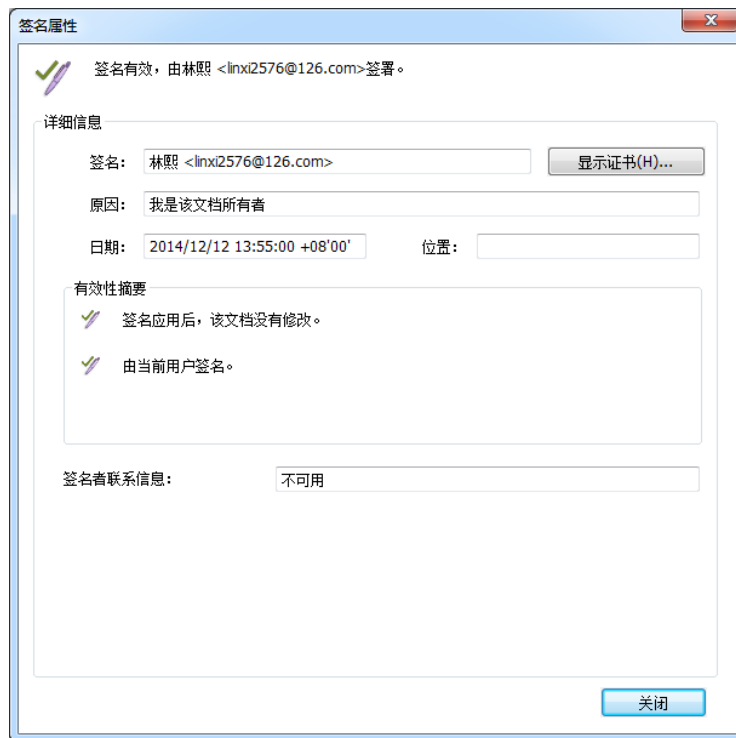 签名属性
签名有效，由林熙 <linxi2576@126.com>签署。
详细信息
签名： 林熙 <linxi2576@126.com> 显示证书(H)...
原因： 我是该文档所有者
日期： 2014/12/12 13:55:00 +08'00' 位置：
有效性摘要
签名应用后，该文档没有修改。
由当前用户签名。
签名者联系信息： 不可用
关闭